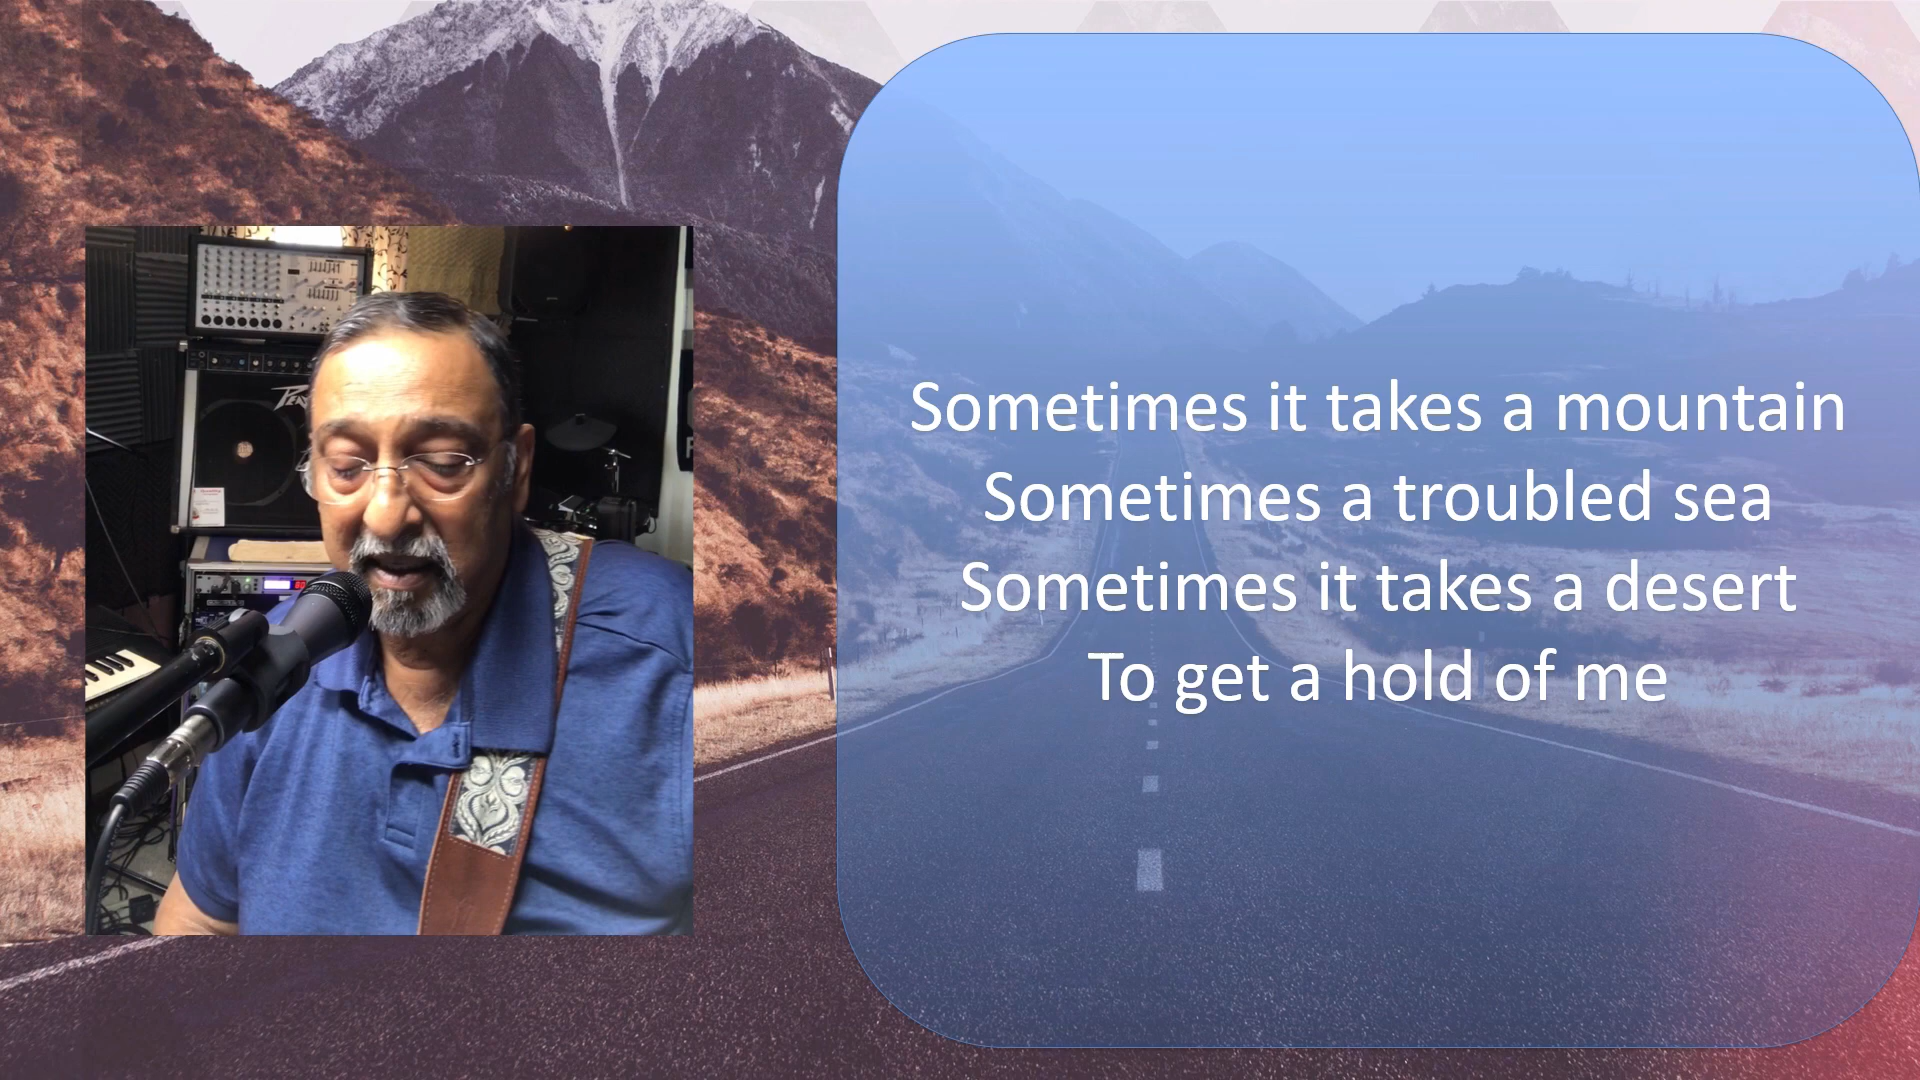 Sometimes it takes a mountain
Sometimes a troubled sea
Sometimes it takes a desert
To get a hold of me